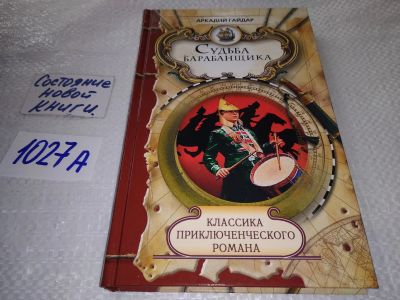 АРКАДИЙ ГАЙДАР
СУДЬБА
БАРАБАНЩИКА
КЛАССИКА
ПРИКЛЮЧЕНЧЕСКОГО
РОМАНА
Состояние
новой
книги.
1027А